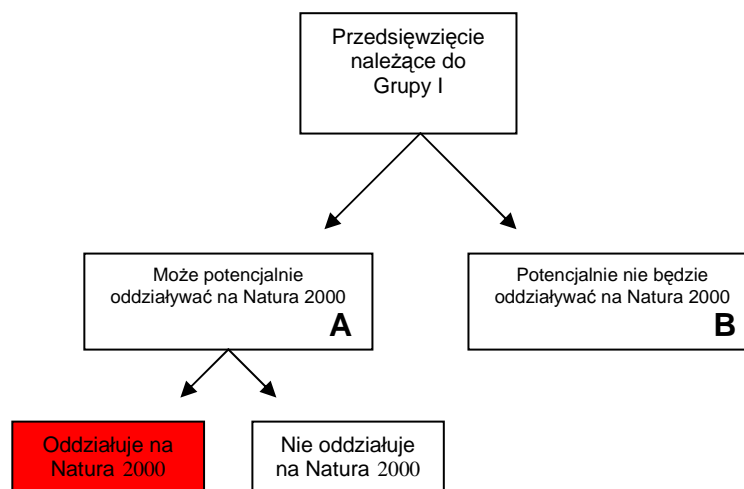 Przedsięwzięcie
należące do
Grupy I
Może potencjalnie
oddziaływać na Natura 2000
A
Potencjalnie nie będzie
oddziaływać na Natura 2000
B
Oddziałuje na
Natura 2000
Nie oddziałuje
na Natura 2000